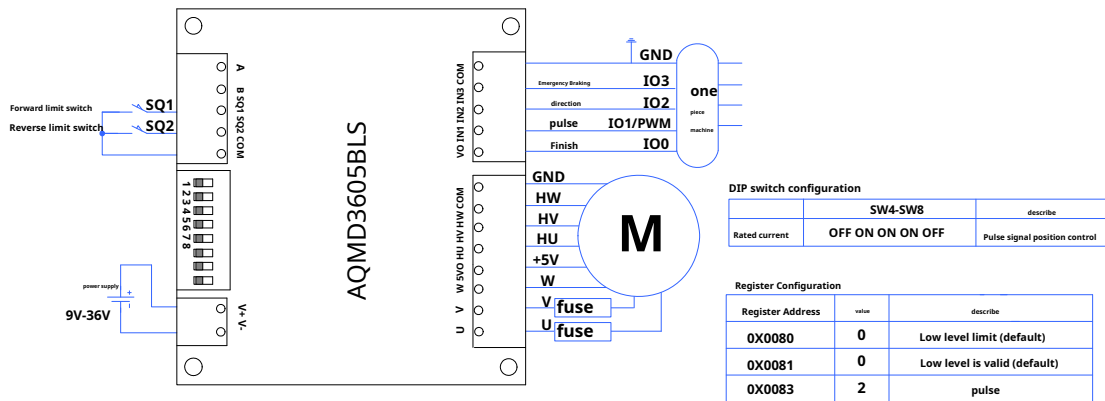 Forward limit switch
Reverse limit switch
SQ1
SQ2
A
B SQ1 SQ2 COM
1 2 3 4 5 6 7 8
power supply
+
9V-36V
V+ V-
AQMD3605BLS
VO IN1 IN2 IN3 COM
W 5VO HU HV HW COM
U V
GND
Emergency Braking
IO3
direction
IO2
pulse
IO1/PWM
Finish
IO0
one
piece
machine
GND
HW
HV
HU
+5V
W
V
fuse
U
fuse
M
DIP switch configuration
SW4-SW8
describe
Rated current
OFF ON ON ON OFF
Pulse signal position control
Register Configuration
Register Address
value
describe
0X0080
0
Low level limit (default)
0X0081
0
Low level is valid (default)
0X0083
2
pulse